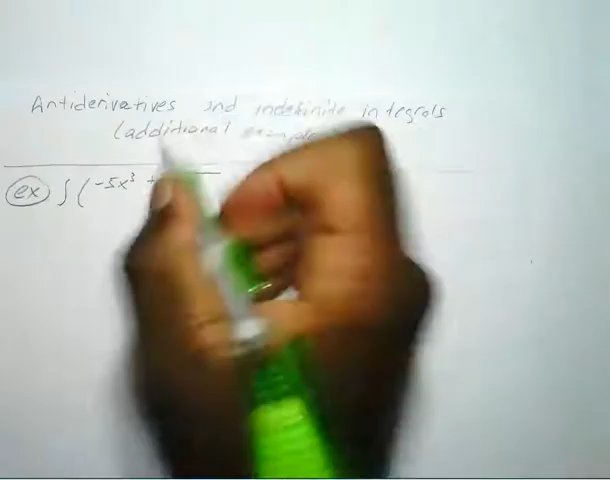 Antiderivatives and indefinite integrals
(additional
ex ∫(-5x³ +